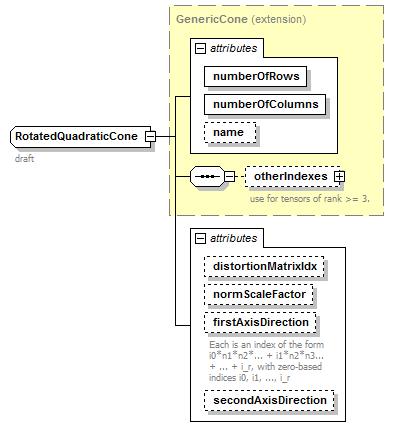 GenericCone (extension)
attributes
numberOfRows
numberOfColumns
name
RotatedQuadraticCone
draft
otherIndexes
use for tensors of rank >= 3.
attributes
distortionMatrixIdx
normScaleFactor
firstAxisDirection
Each is an index of the form
i0*n1*n2*... + i1*n2*n3...
+ ... + i_r, with zero-based
indices i0, i1, ..., i_r
secondAxisDirection